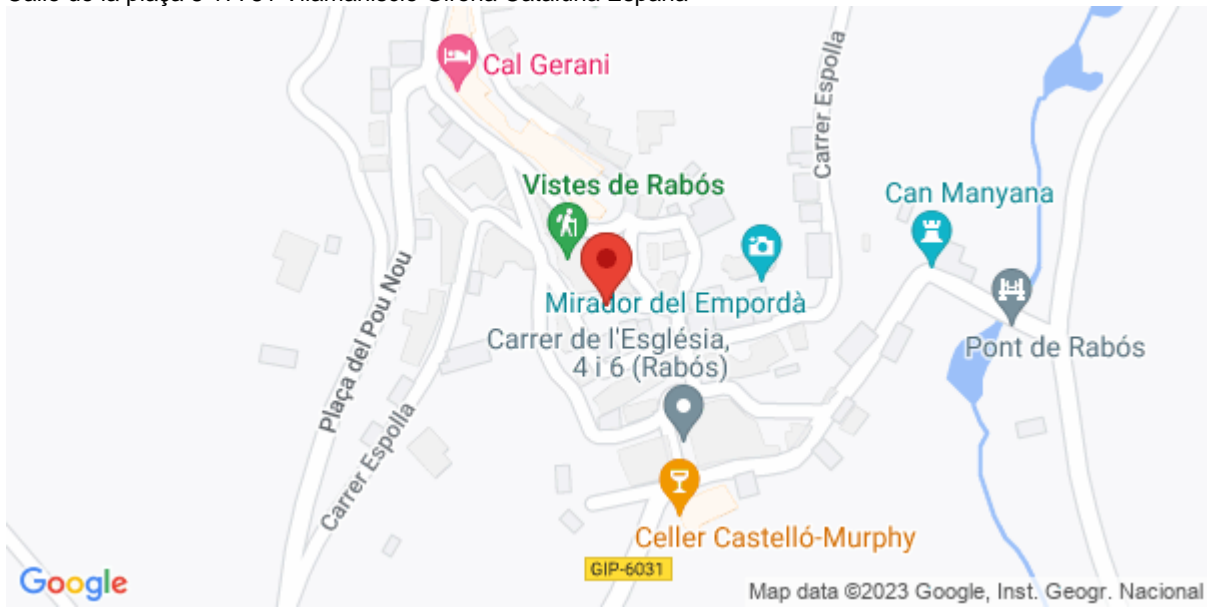 Cal Gerani
Carrer Espolla
Vistes de Rabós
Can Manyana
Mirador del Empordà
Carrer de l'Església,
4 i 6 (Rabós)
Pont de Rabós
Plaça del Pou Nou
Carrer Espolla
Celler Castelló-Murphy
GIP-6031
Google
Map data ©2023 Google, Inst. Geogr. Nacional